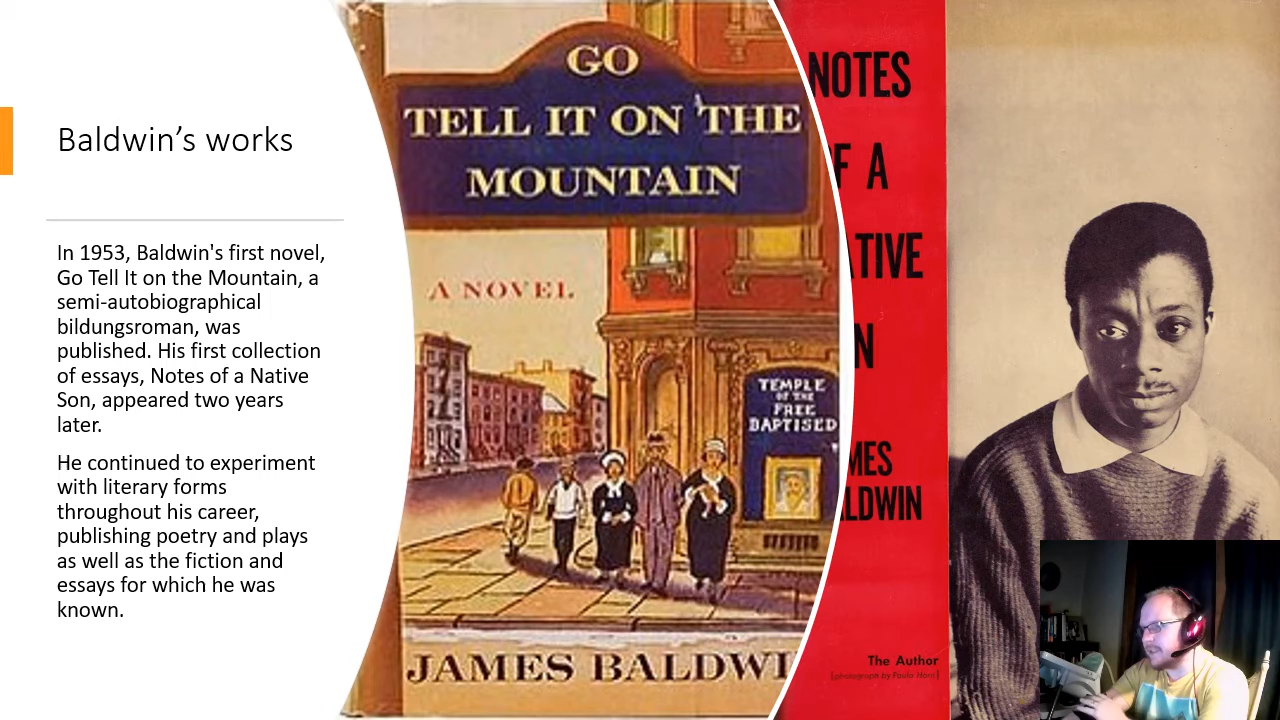 Baldwin’s works
In 1953, Baldwin's first novel,
Go Tell It on the Mountain, a
semi-autobiographical
bildungsroman, was
published. His first collection
of essays, Notes of a Native
Son, appeared two years
later.
He continued to experiment
with literary forms
throughout his career,
publishing poetry and plays
as well as the fiction and
essays for which he was
known.
GO
TELL IT ON THE
MOUNTAIN
A NOVEL
TEMPLE
OF THE
FREE
BAPTISED
JAMES BALDWI
NOTES
F A
ATIVE
N
MES
ALDWIN
The Author